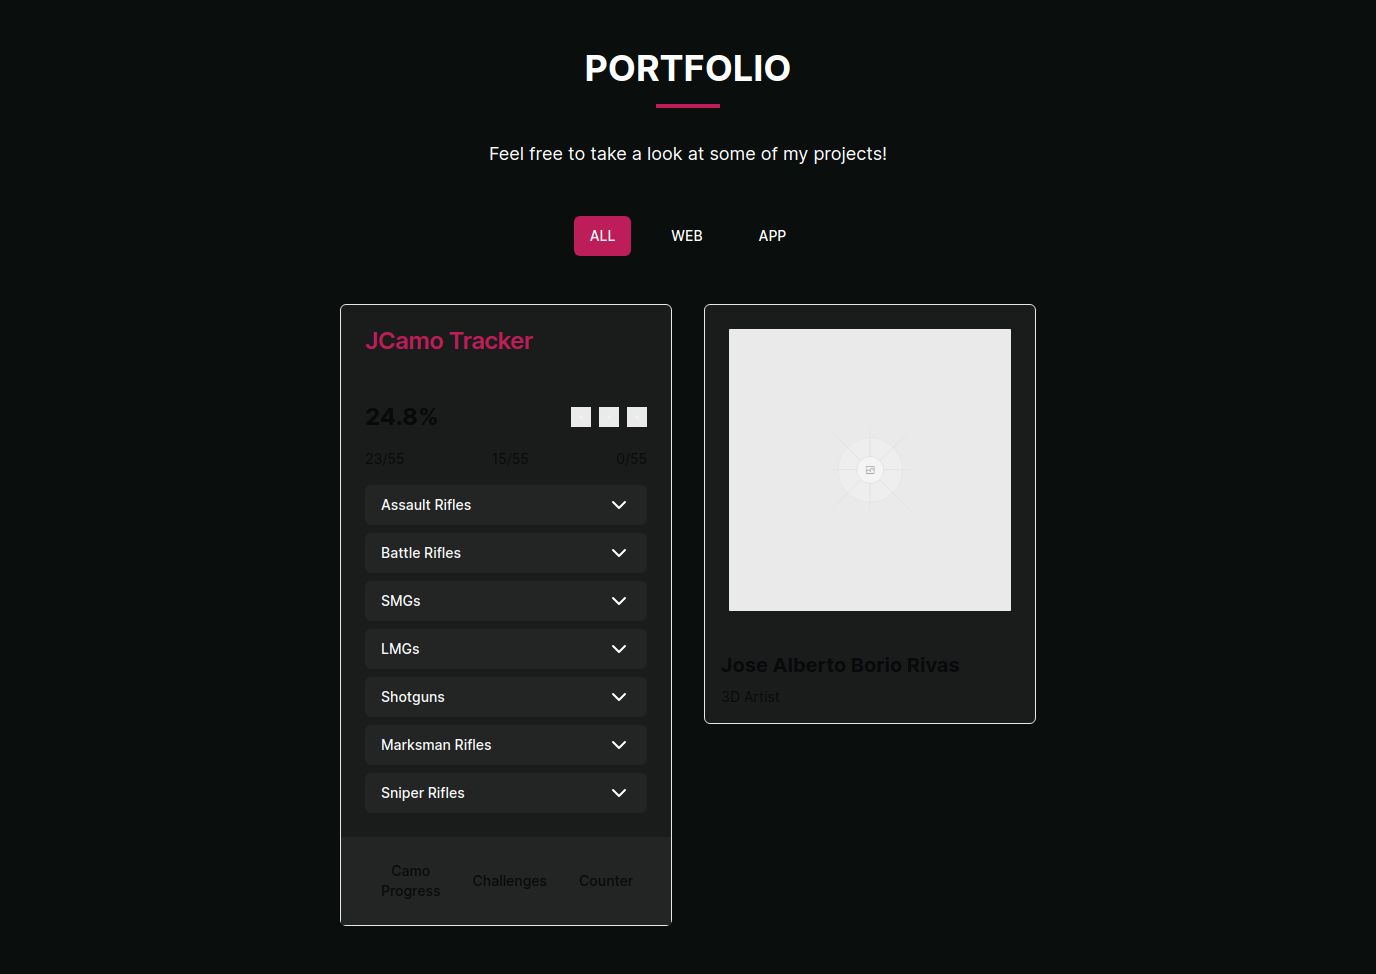 PORTFOLIO
Feel free to take a look at some of my projects!
ALL WEB APP
JCamo Tracker
24.8%
23/55 15/55 0/55
Assault Rifles
Battle Rifles
SMGs
LMGs
Shotguns
Marksman Rifles
Sniper Rifles
Camo
Progress
Challenges
Counter
Jose Alberto Borio Rivas
3D Artist